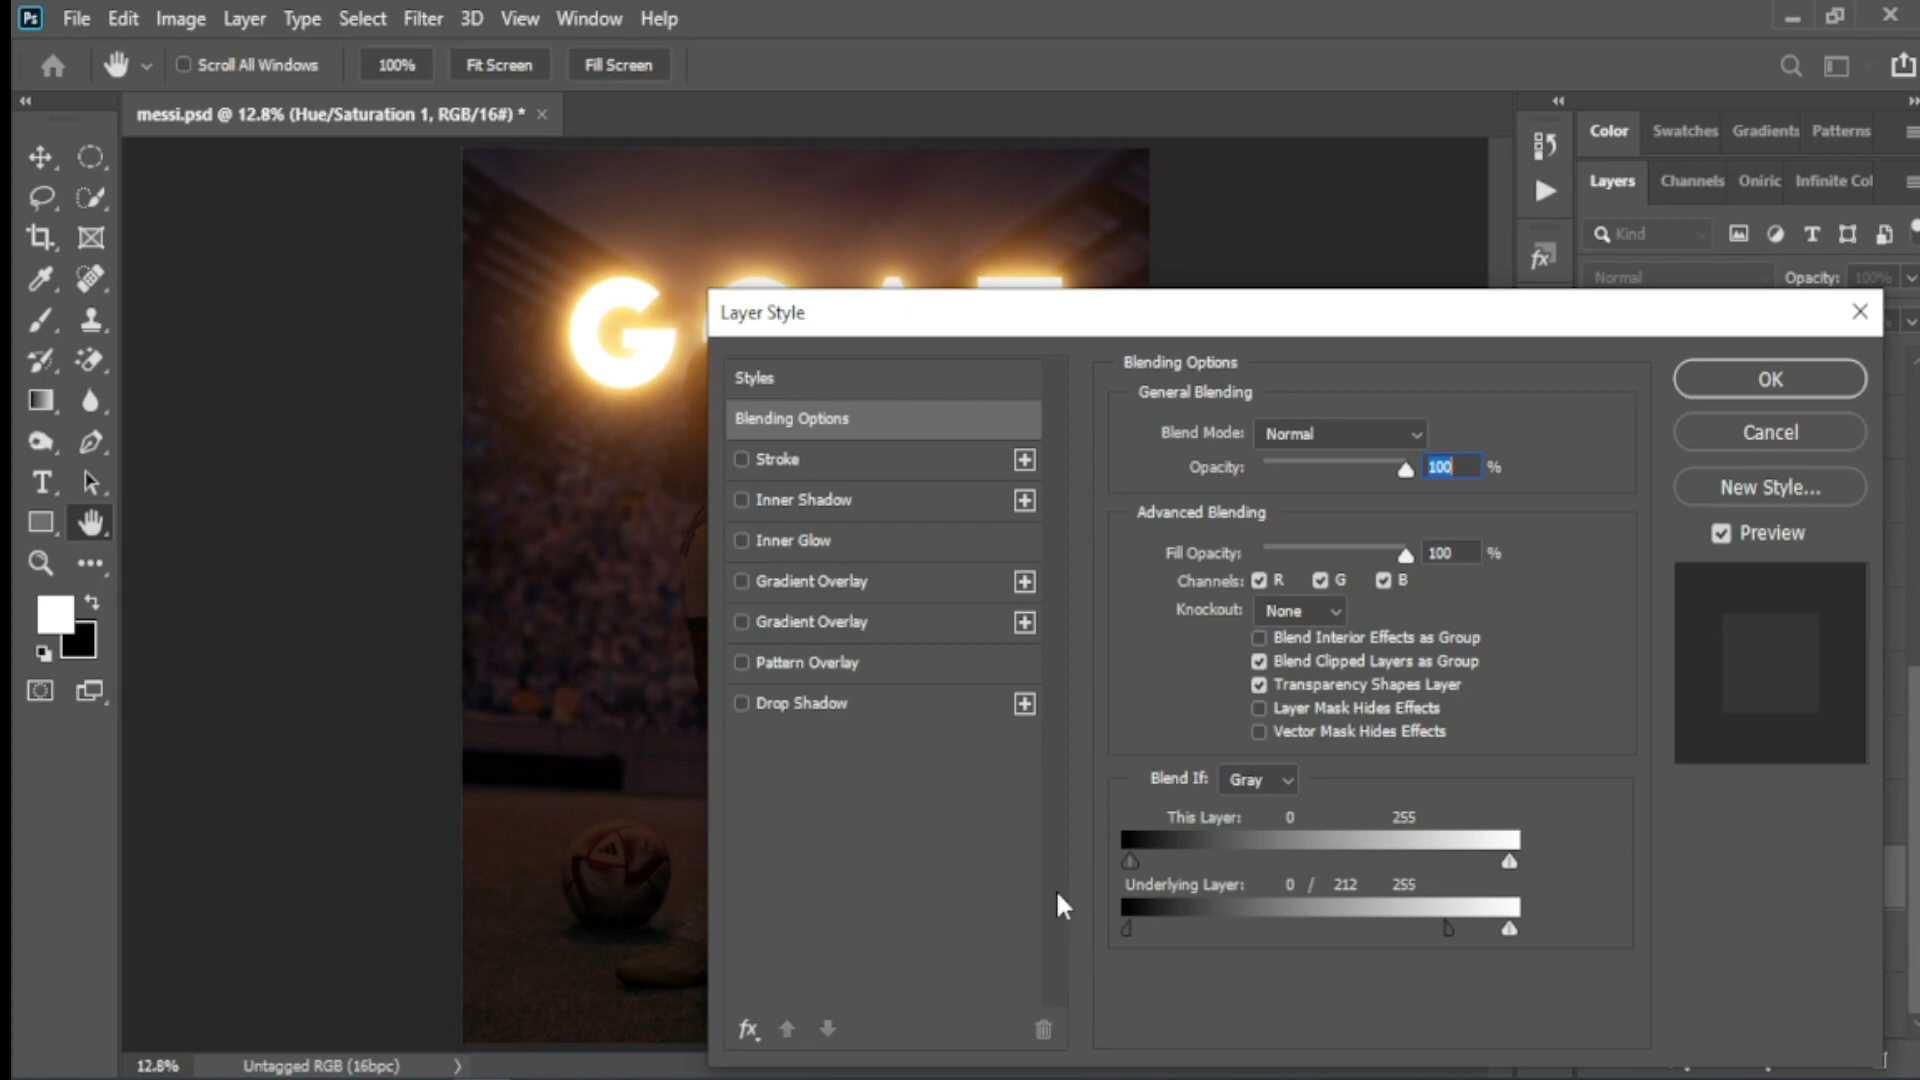 Ps File Edit Image Layer Type Select Filter 3D View Window Help
Scroll All Windows 100% Fit Screen Fill Screen
messi.psd @ 12.8% (Hue/Saturation 1, RGB/16#) * ×
Color Swatches Gradients Patterns
Layers Channels Oniric Infinite Col
Kind
Normal Opacity: 100%
G
Layer Style
Styles
Blending Options
Stroke
Inner Shadow
Inner Glow
Gradient Overlay
Gradient Overlay
Pattern Overlay
Drop Shadow
fx
Blending Options
General Blending
Blend Mode: Normal
Opacity: 100 %
Advanced Blending
Fill Opacity: 100 %
Channels: R G B
Knockout: None
Blend Interior Effects as Group
Blend Clipped Layers as Group
Transparency Shapes Layer
Layer Mask Hides Effects
Vector Mask Hides Effects
Blend If: Gray
This Layer: 0 255
Underlying Layer: 0 / 212 255
OK
Cancel
New Style...
Preview
12.8% Untagged RGB (16bpc)